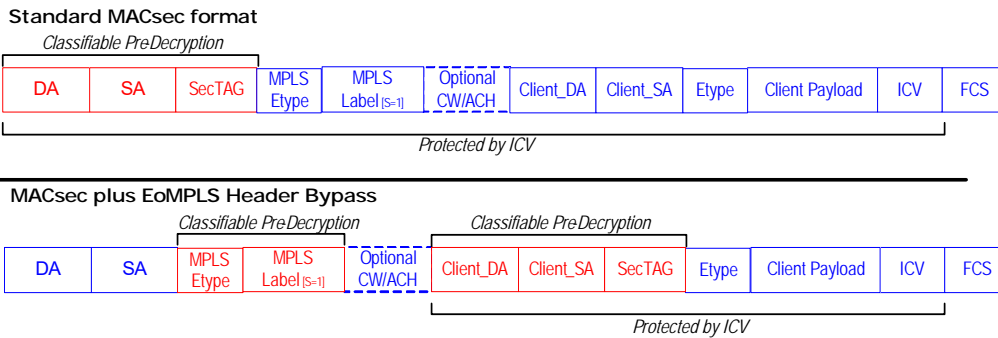 Standard MACsec format
Classifiable PreDecryption
DA SA SecTAG MPLS Etype MPLS Label [S=1] Optional CW/ACH Client_DA Client_SA Etype Client Payload ICV FCS
Protected by ICV
MACsec plus EoMPLS Header Bypass
Classifiable PreDecryption Classifiable PreDecryption
DA SA MPLS Etype MPLS Label [S=1] Optional CW/ACH Client_DA Client_SA SecTAG Etype Client Payload ICV FCS
Protected by ICV